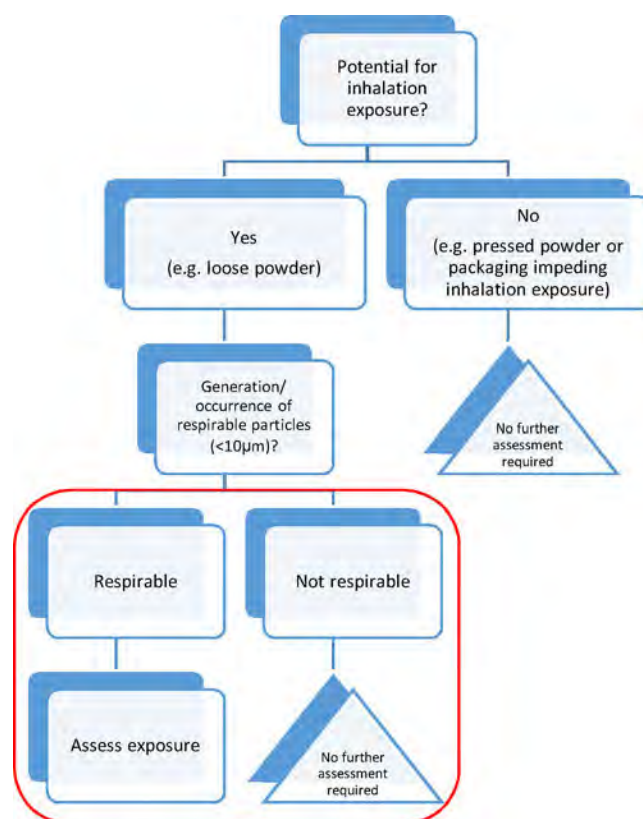 Potential for
inhalation
exposure?
Yes
(e.g. loose powder)
No
(e.g. pressed powder or
packaging impeding
inhalation exposure)
Generation/
occurrence of
respirable particles
(<10µm)?
No further
assessment
required
Respirable
Not respirable
Assess exposure
No further
assessment
required